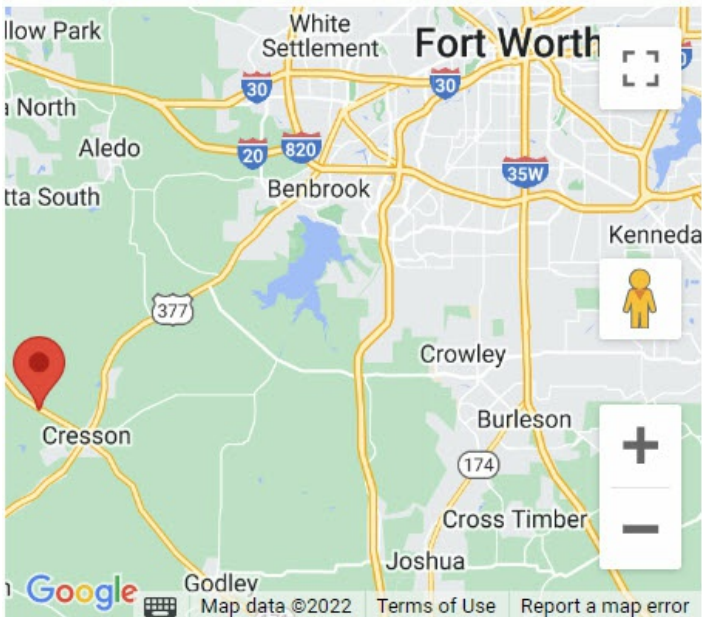 llow Park
White
Settlement
Fort Worth
30
30
a North
Aledo
20
820
35W
Benbrook
tta South
Kenneda
377
Crowley
Cresson
Burleson
174
Cross Timber
Joshua
Godley
Google
Map data ©2022
Terms of Use
Report a map error